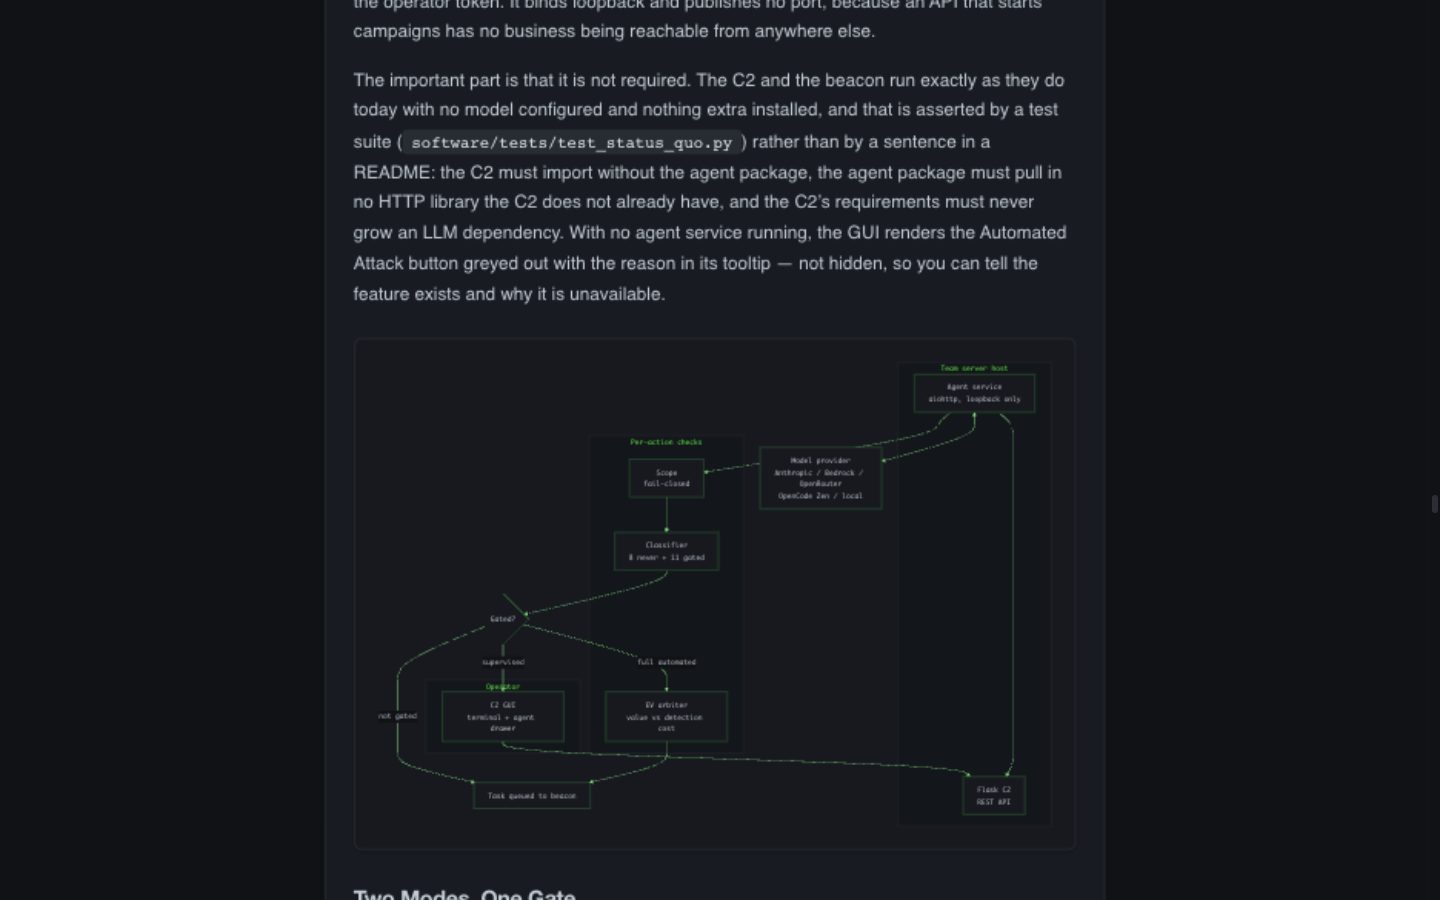 the operator token. It binds loopback and publishes no port, because an API that starts
campaigns has no business being reachable from anywhere else.
The important part is that it is not required. The C2 and the beacon run exactly as they do
today with no model configured and nothing extra installed, and that is asserted by a test
suite ( software/tests/test_status_quo.py ) rather than by a sentence in a
README: the C2 must import without the agent package, the agent package must pull in
no HTTP library the C2 does not already have, and the C2's requirements must never
grow an LLM dependency. With no agent service running, the GUI renders the Automated
Attack button greyed out with the reason in its tooltip — not hidden, so you can tell the
feature exists and why it is unavailable.
Team server host
Agent service
aiohttp, loopback only
Per-action checks
Scope
fail-closed
Model provider
Anthropic / Bedrock /
OpenRouter
OpenCode Zen / local
Classifier
8 never + 11 gated
Gated?
supervised
full automated
not gated
Operator
C2 GUI
terminal + agent
drawer
EV arbiter
value vs detection
cost
Task queued to beacon
Flask C2
REST API
Two Modes, One Gate